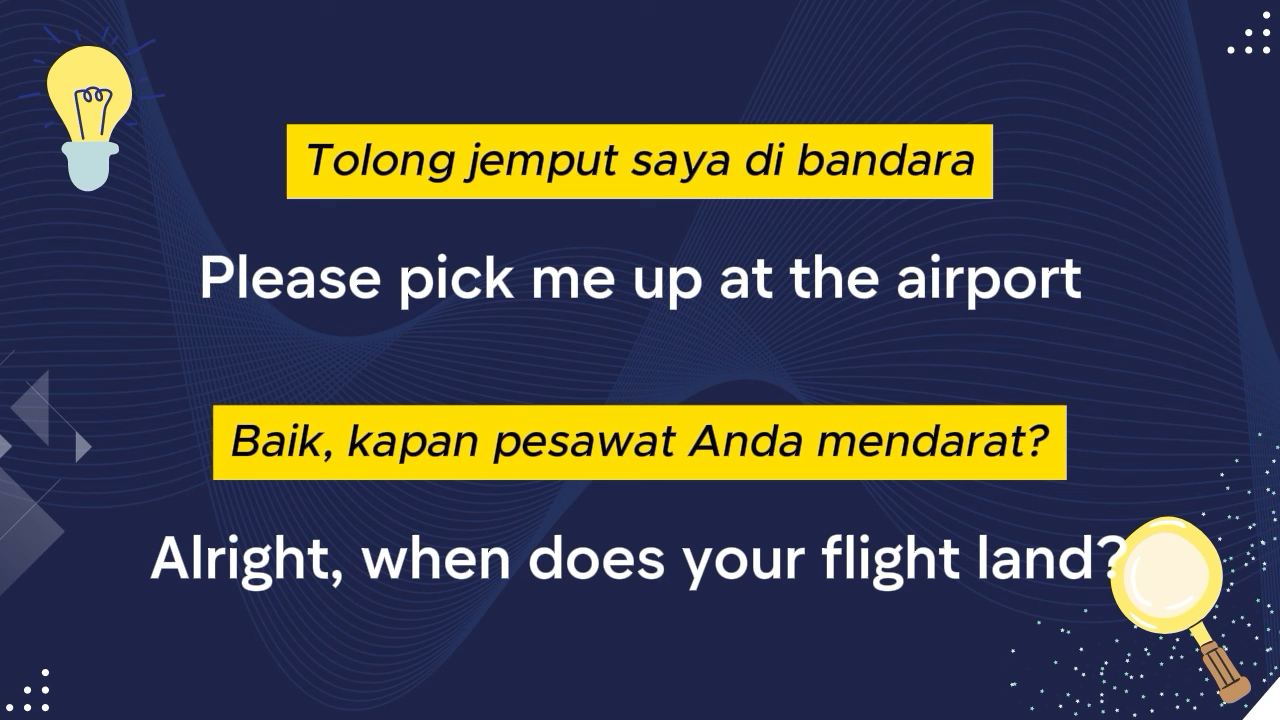 Tolong jemput saya di bandara
Please pick me up at the airport
Baik, kapan pesawat Anda mendarat?
Alright, when does your flight land?